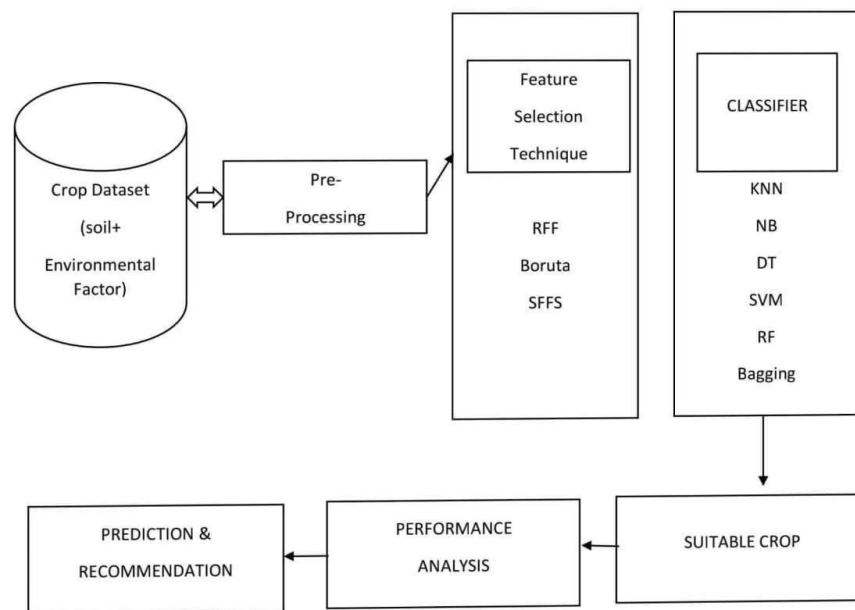 Crop Dataset
(soil+
Environmental
Factor)
Pre-
Processing
Feature
Selection
Technique
RFF
Boruta
SFFS
CLASSIFIER
KNN
NB
DT
SVM
RF
Bagging
SUITABLE CROP
PERFORMANCE
ANALYSIS
PREDICTION &
RECOMMENDATION